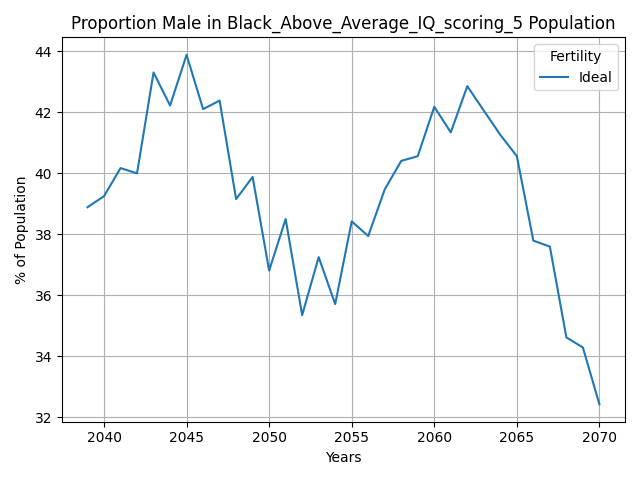 Proportion Male in Black_Above_Average_IQ_scoring_5 Population
Fertility
Ideal
44
42
40
38
36
34
32
% of Population
2040 2045 2050 2055 2060 2065 2070
Years